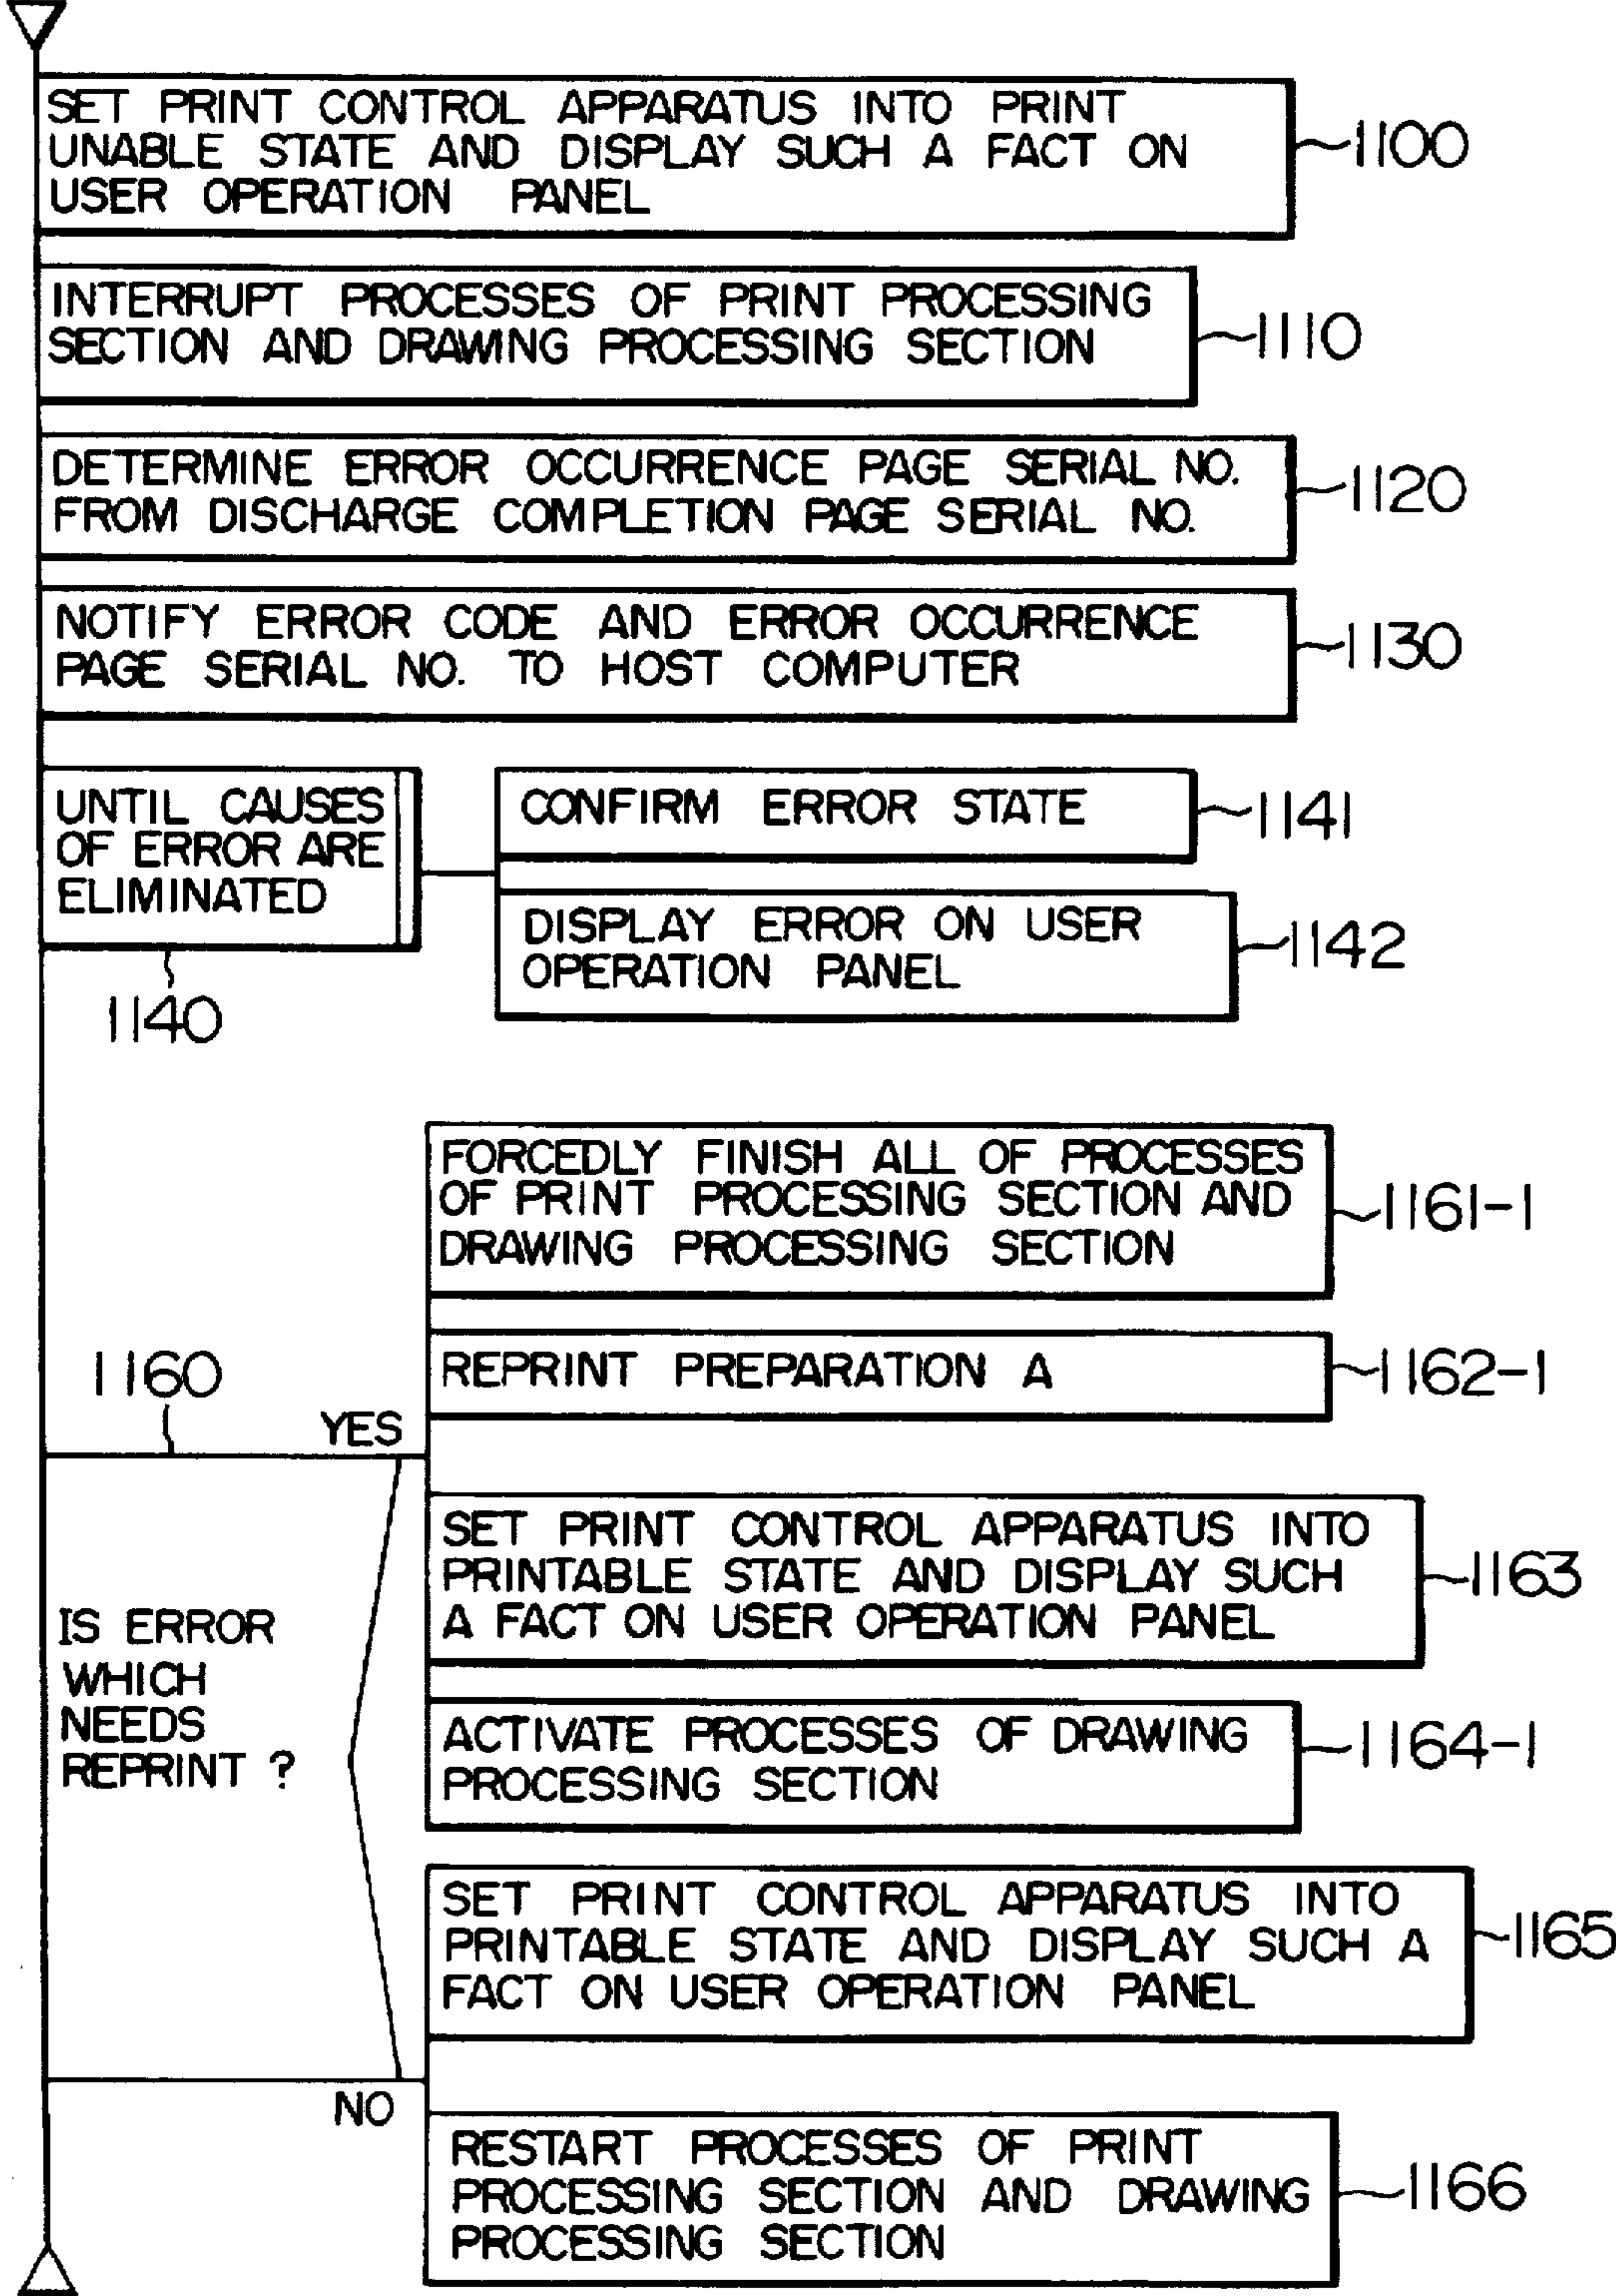 SET PRINT CONTROL APPARATUS INTO PRINT
UNABLE STATE AND DISPLAY SUCH A FACT ON
USER OPERATION PANEL
1100
INTERRUPT PROCESSES OF PRINT PROCESSING
SECTION AND DRAWING PROCESSING SECTION
1110
DETERMINE ERROR OCCURRENCE PAGE SERIAL NO.
FROM DISCHARGE COMPLETION PAGE SERIAL NO.
1120
NOTIFY ERROR CODE AND ERROR OCCURRENCE
PAGE SERIAL NO. TO HOST COMPUTER
1130
UNTIL CAUSES
OF ERROR ARE
ELIMINATED
1140
CONFIRM ERROR STATE
1141
DISPLAY ERROR ON USER
OPERATION PANEL
1142
FORCEDLY FINISH ALL OF PROCESSES
OF PRINT PROCESSING SECTION AND
DRAWING PROCESSING SECTION
1161-1
REPRINT PREPARATION A
1162-1
1160
YES
SET PRINT CONTROL APPARATUS INTO
PRINTABLE STATE AND DISPLAY SUCH
A FACT ON USER OPERATION PANEL
1163
IS ERROR
WHICH
NEEDS
REPRINT ?
ACTIVATE PROCESSES OF DRAWING
PROCESSING SECTION
1164-1
SET PRINT CONTROL APPARATUS INTO
PRINTABLE STATE AND DISPLAY SUCH A
FACT ON USER OPERATION PANEL
1165
NO
RESTART PROCESSES OF PRINT
PROCESSING SECTION AND DRAWING
PROCESSING SECTION
1166